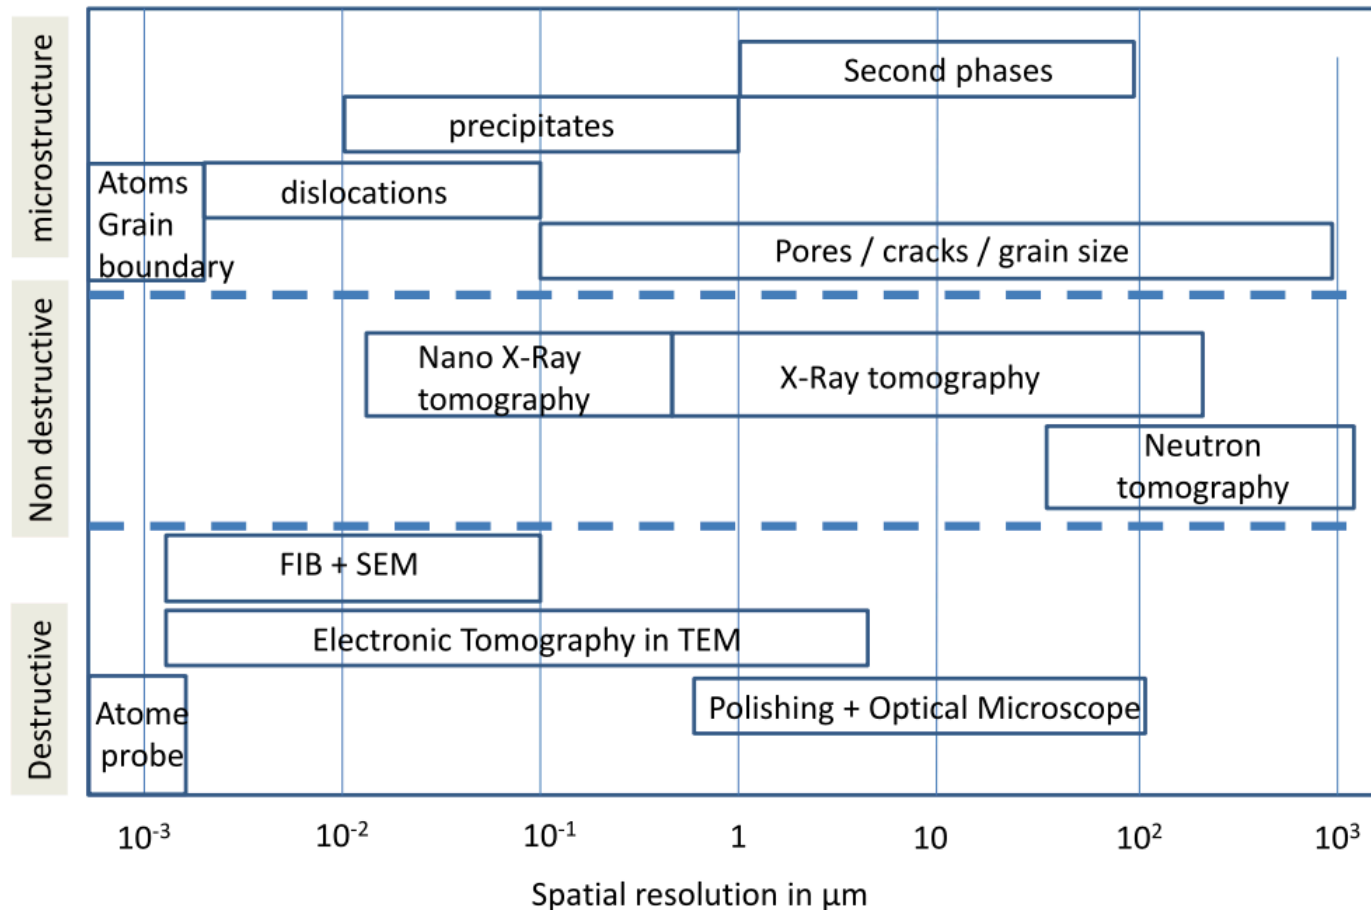 microstructure
Second phases
precipitates
Atoms
Grain
boundary
dislocations
Pores / cracks / grain size
Non destructive
Nano X-Ray
tomography
X-Ray tomography
Neutron
tomography
Destructive
FIB + SEM
Electronic Tomography in TEM
Atome
probe
Polishing + Optical Microscope
10⁻³ 10⁻² 10⁻¹ 1 10 10² 10³
Spatial resolution in μm